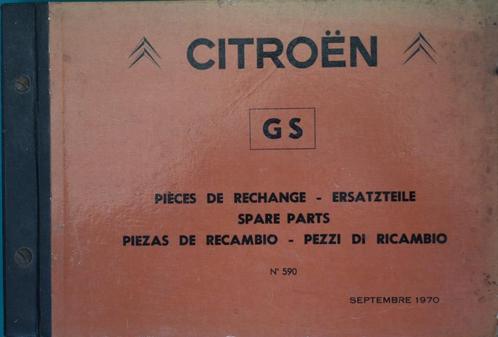 CITROËN
GS
PIÈCES DE RECHANGE - ERSATZTEILE
SPARE PARTS
PIEZAS DE RECAMBIO - PEZZI DI RICAMBIO
N° 590
SEPTEMBRE 1970